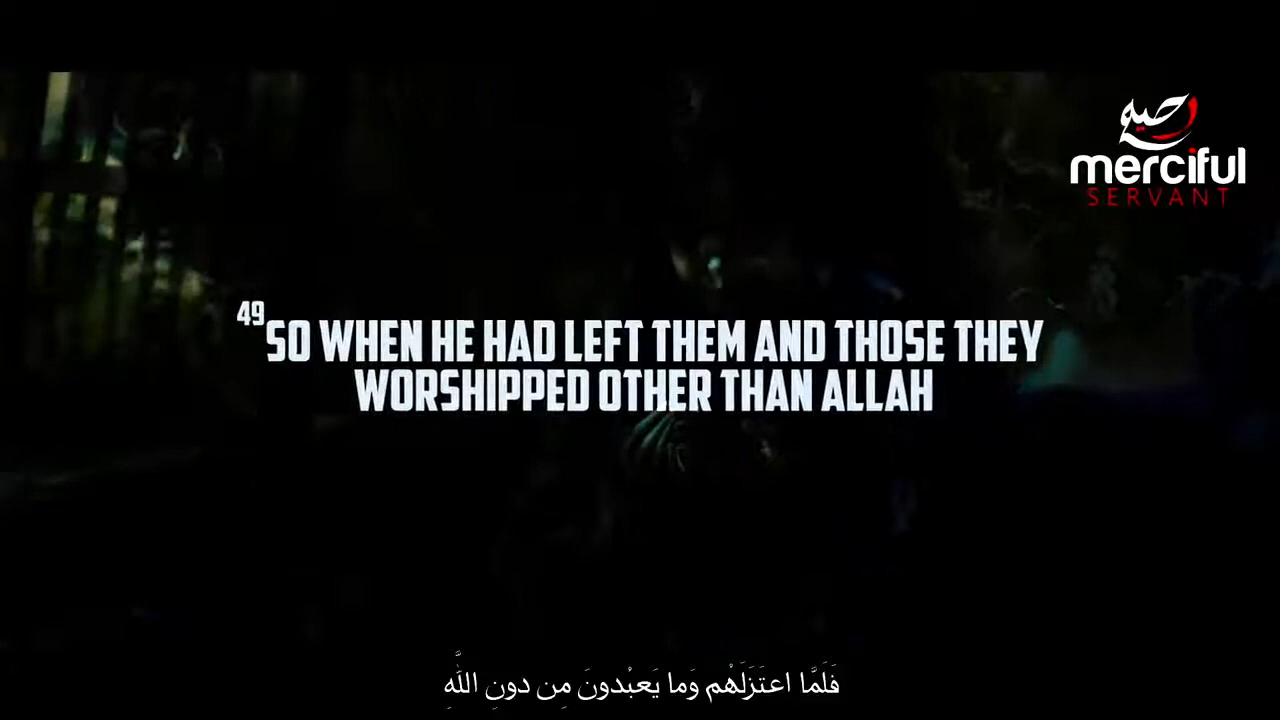 رحيم
merciful
SERVANT
49 SO WHEN HE HAD LEFT THEM AND THOSE THEY
WORSHIPPED OTHER THAN ALLAH
فَلَمَّا اعتَزَلَهُم وَما يَعبُدونَ مِن دونِ اللَّهِ